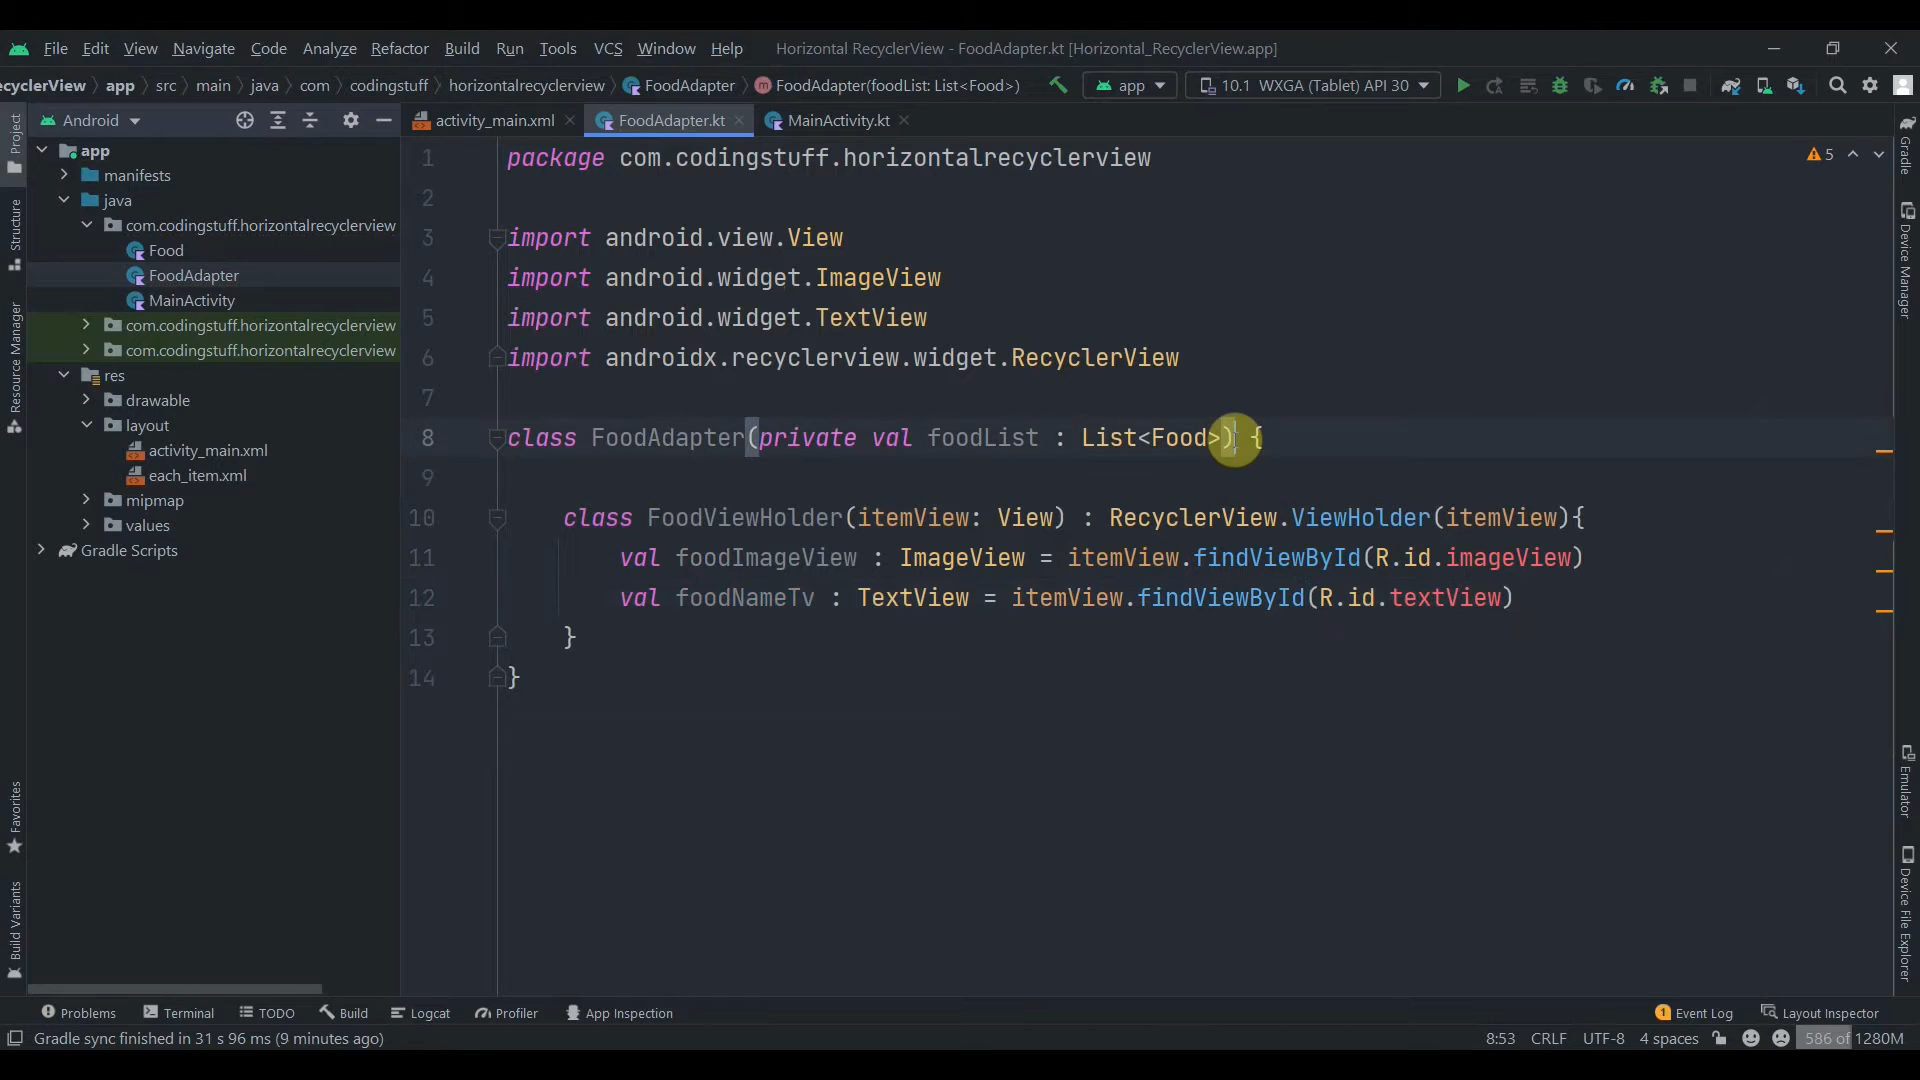 File Edit View Navigate Code Analyze Refactor Build Run Tools VCS Window Help Horizontal RecyclerView - FoodAdapter.kt [Horizontal_RecyclerView.app]
ecyclerView app src main java com codingstuff horizontalrecyclerview FoodAdapter FoodAdapter(foodList: List<Food>) app 10.1 WXGA (Tablet) API 30
Android activity_main.xml FoodAdapter.kt MainActivity.kt
app
manifests
java
com.codingstuff.horizontalrecyclerview
Food
FoodAdapter
MainActivity
com.codingstuff.horizontalrecyclerview
com.codingstuff.horizontalrecyclerview
res
drawable
layout
activity_main.xml
each_item.xml
mipmap
values
Gradle Scripts
Project
Structure
Resource Manager
Favorites
Build Variants
5
1 package com.codingstuff.horizontalrecyclerview
2
3 import android.view.View
4 import android.widget.ImageView
5 import android.widget.TextView
6 import androidx.recyclerview.widget.RecyclerView
7
8 class FoodAdapter(private val foodList : List<Food>) {
9
10 class FoodViewHolder(itemView: View) : RecyclerView.ViewHolder(itemView){
11 val foodImageView : ImageView = itemView.findViewById(R.id.imageView)
12 val foodNameTv : TextView = itemView.findViewById(R.id.textView)
13 }
14 }
Gradle
Device Manager
Emulator
Device File Explorer
Problems Terminal TODO Build Logcat Profiler App Inspection 1 Event Log Layout Inspector
Gradle sync finished in 31 s 96 ms (9 minutes ago) 8:53 CRLF UTF-8 4 spaces 586 of 1280M